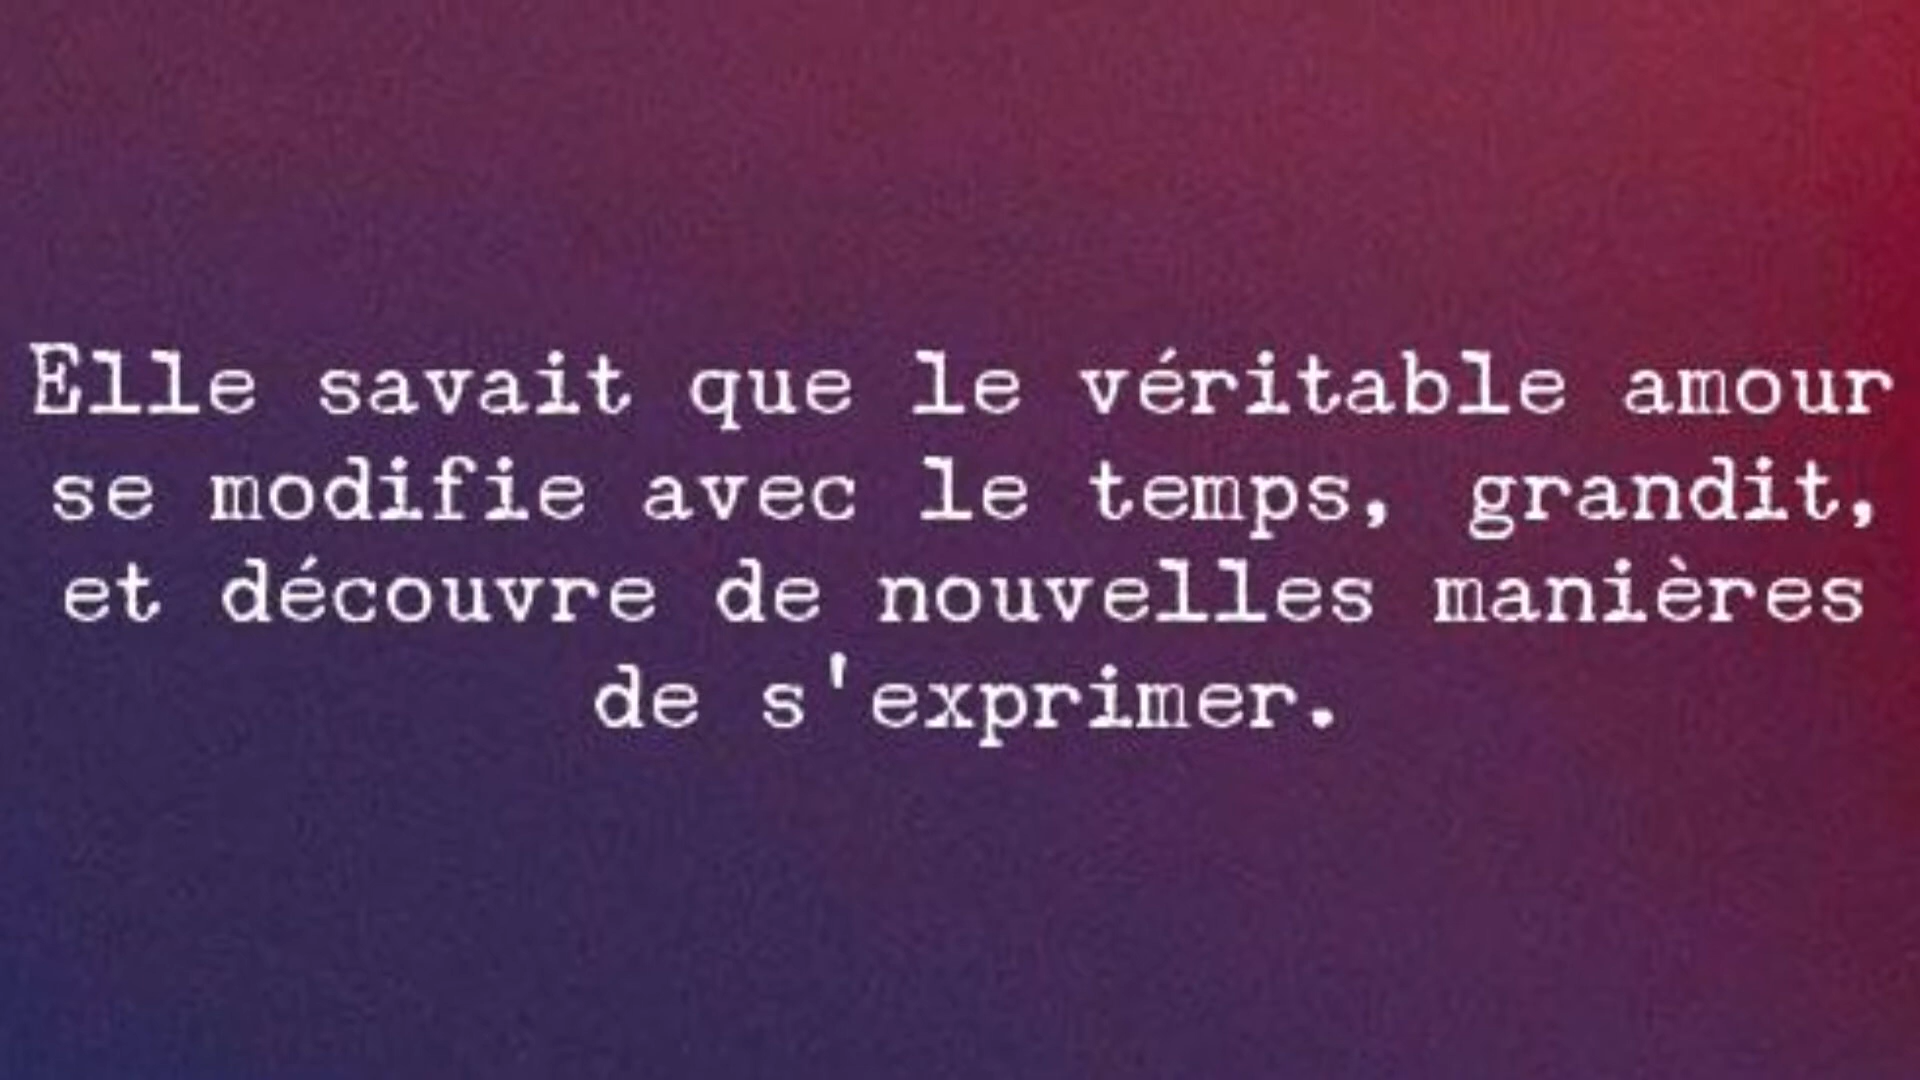 Elle savait que le véritable amour
se modifie avec le temps, grandit,
et découvre de nouvelles manières
de s'exprimer.